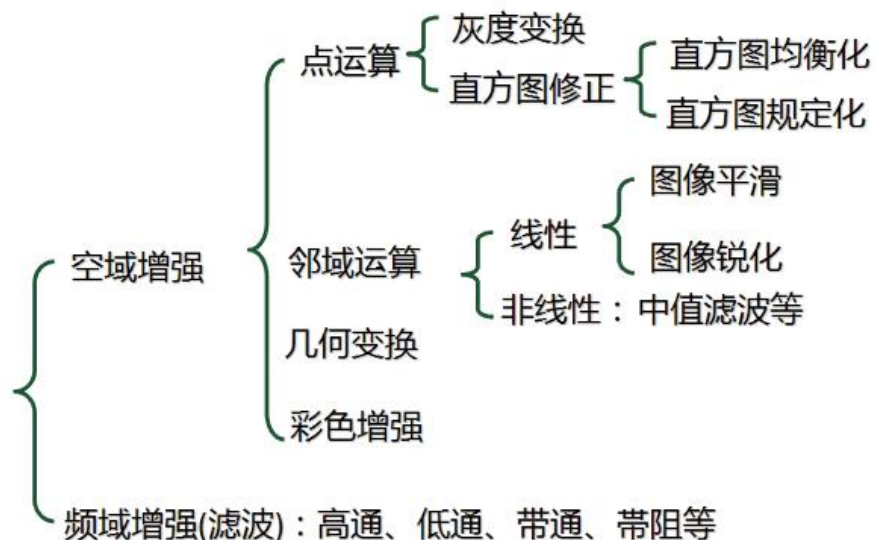 点运算
灰度变换
直方图修正
直方图均衡化
直方图规定化
空域增强
邻域运算
线性
图像平滑
图像锐化
非线性：中值滤波等
几何变换
彩色增强
频域增强(滤波)：高通、低通、带通、带阻等